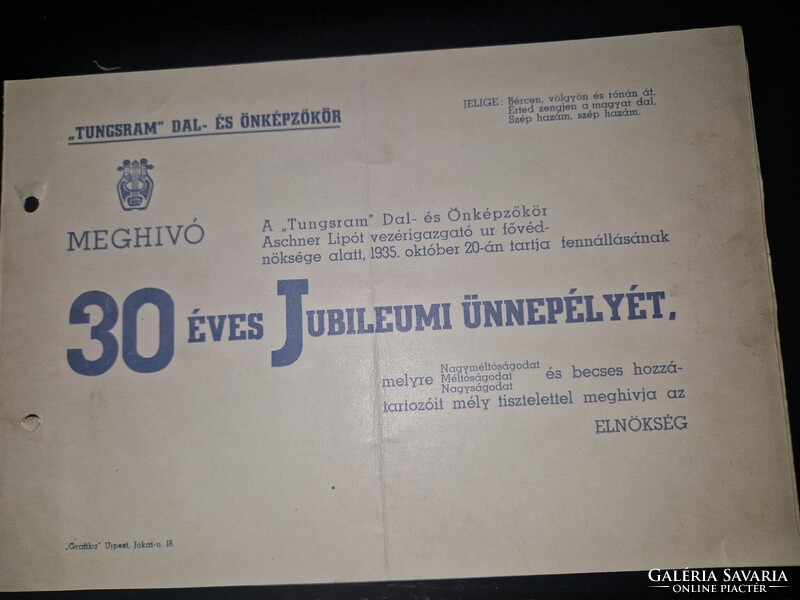 „TUNGSRAM” DAL- ÉS ÖNKÉPZŐKÖR
JELIGE: Bércen, völgyön és rónán át,
Érted zengjen a magyar dal.
Szép hazám, szép hazám.
MEGHIVÓ
A „Tungsram” Dal- és Önképzőkör
Aschner Lipót vezérigazgató ur fővéd-
nöksége alatt, 1935. október 20-án tartja fennállásának
30 ÉVES JUBILEUMI ÜNNEPÉLYÉT,
melyre Nagyméltóságodat
Méltóságodat
Nagyságodat
és becses hozzá-
tartozóit mély tisztelettel meghivja az
ELNÖKSÉG
„Grafika” Ujpest, Jókai-u. 18.
GALÉRIA SAVARIA
ONLINE PIACTÉR